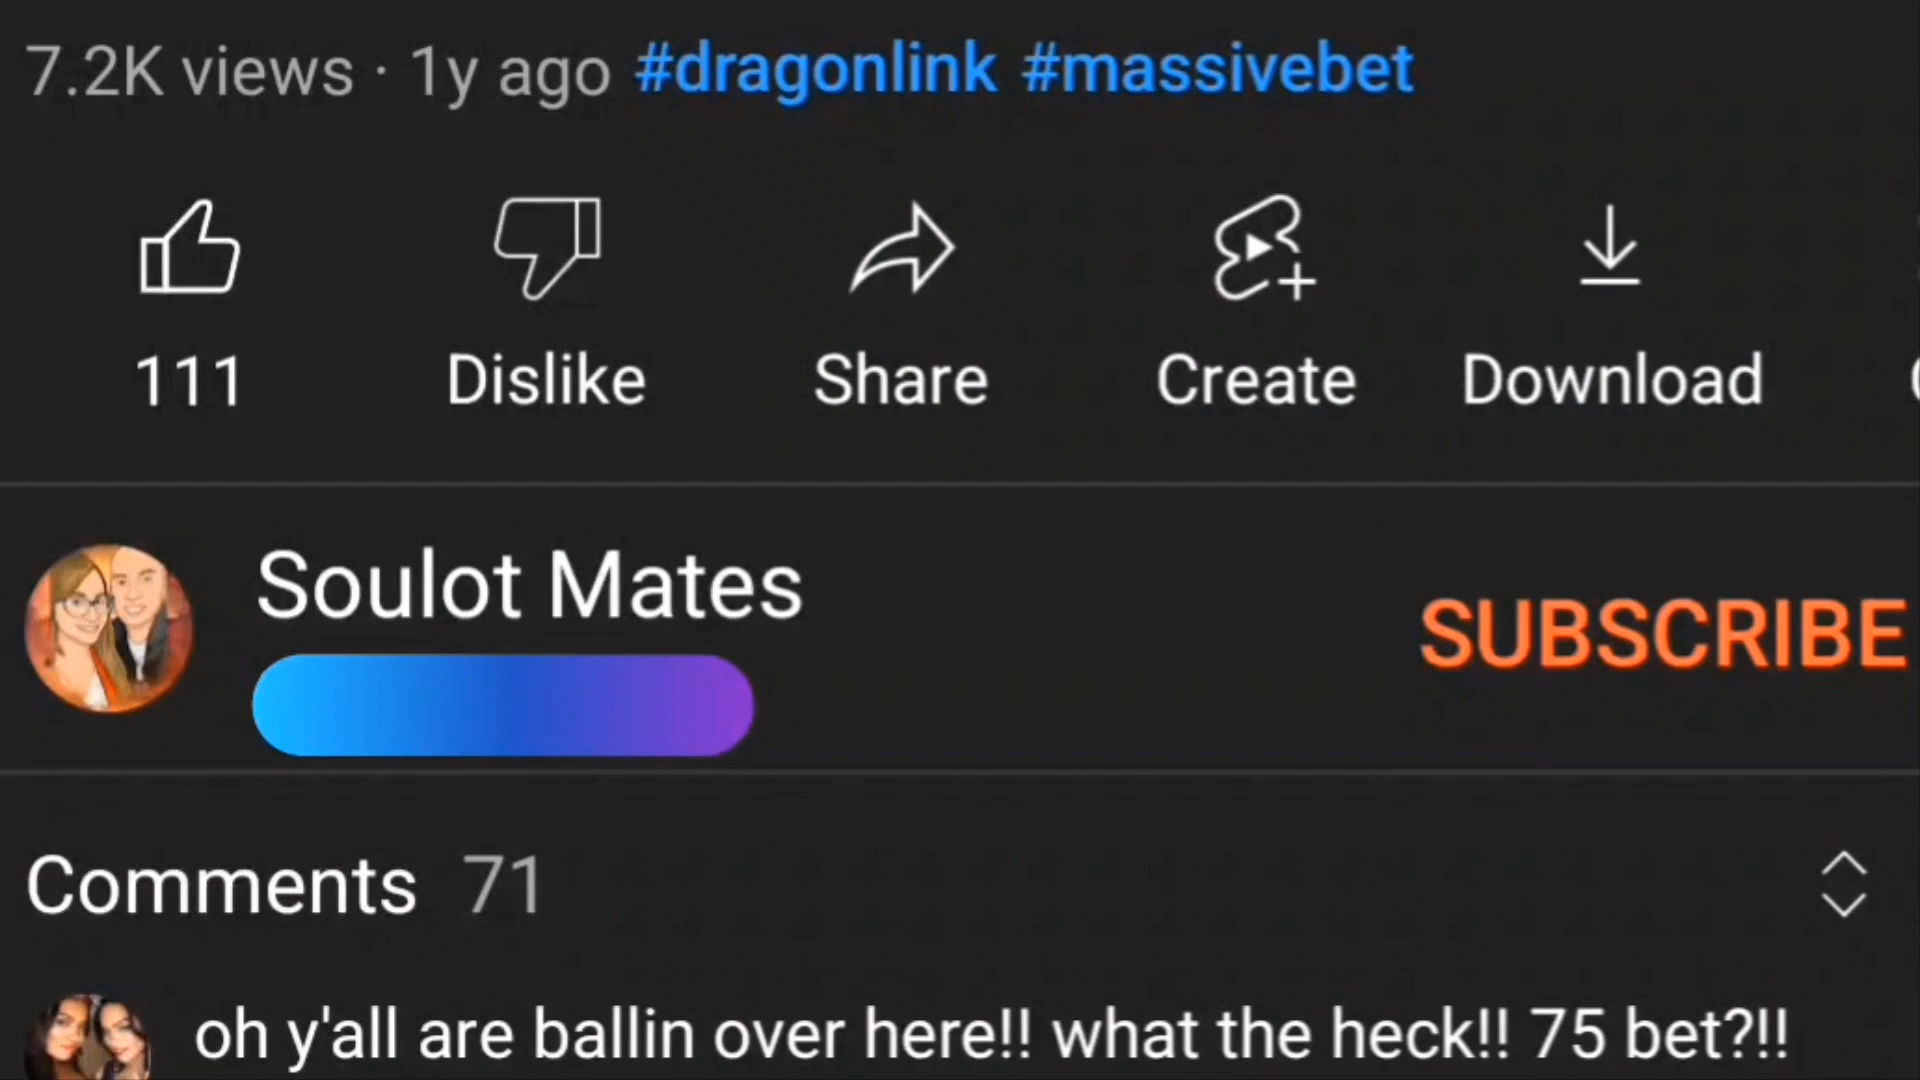 7.2K views · 1y ago #dragonlink #massivebet
111 Dislike Share Create Download
Soulot Mates
SUBSCRIBE
Comments 71
oh y'all are ballin over here!! what the heck!! 75 bet?!!